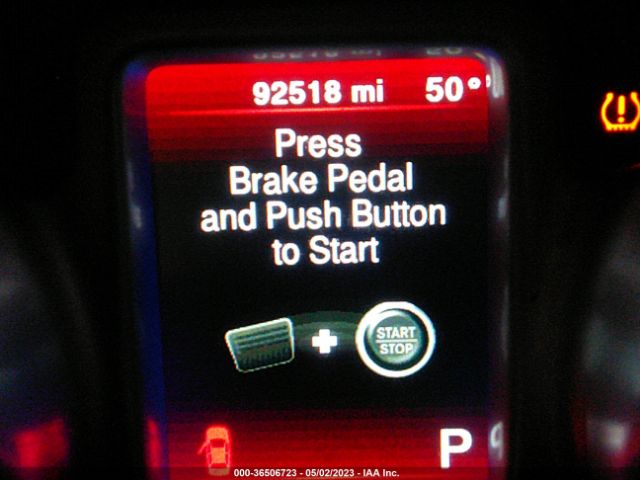 92518 mi 50°
Press
Brake Pedal
and Push Button
to Start
START
STOP
P
000-36506723 - 05/02/2023 - IAA Inc.